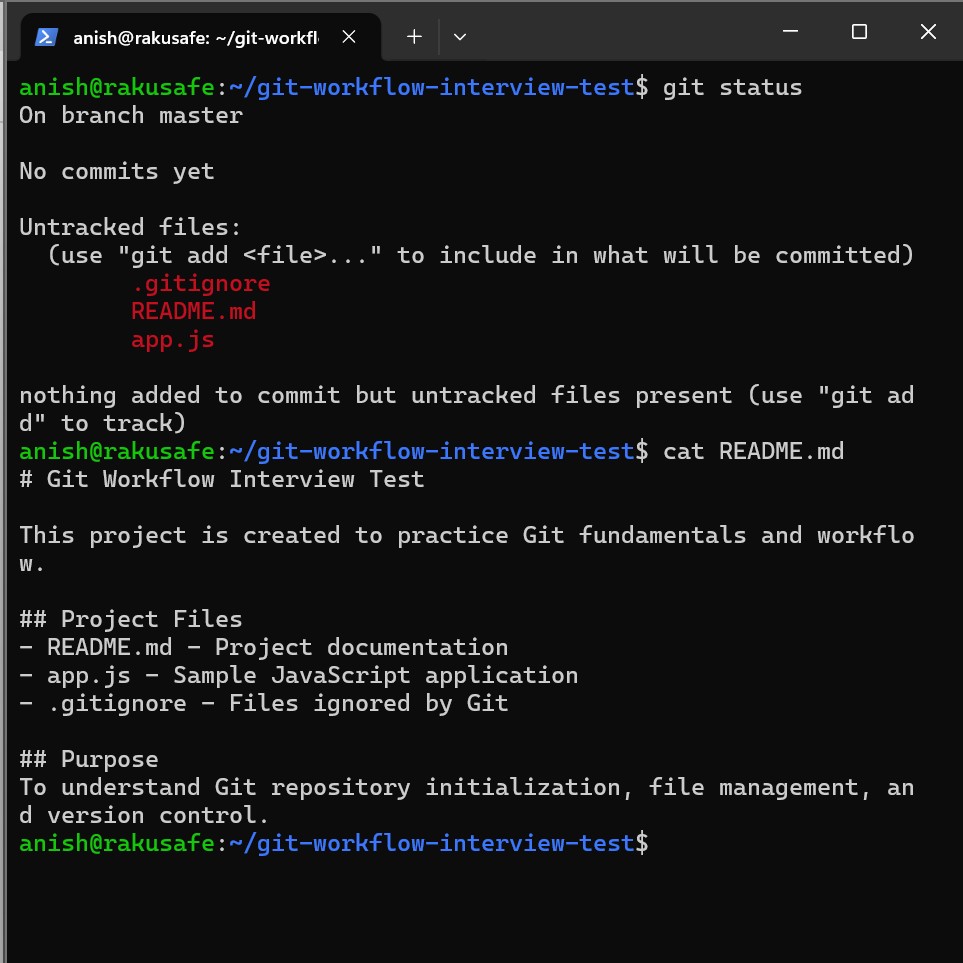 anish@rakusafe: ~/git-workfl
anish@rakusafe:~/git-workflow-interview-test$ git status
On branch master

No commits yet

Untracked files:
  (use "git add <file>..." to include in what will be committed)
        .gitignore
        README.md
        app.js

nothing added to commit but untracked files present (use "git ad
d" to track)
anish@rakusafe:~/git-workflow-interview-test$ cat README.md
# Git Workflow Interview Test

This project is created to practice Git fundamentals and workflo
w.

## Project Files
- README.md - Project documentation
- app.js - Sample JavaScript application
- .gitignore - Files ignored by Git

## Purpose
To understand Git repository initialization, file management, an
d version control.
anish@rakusafe:~/git-workflow-interview-test$